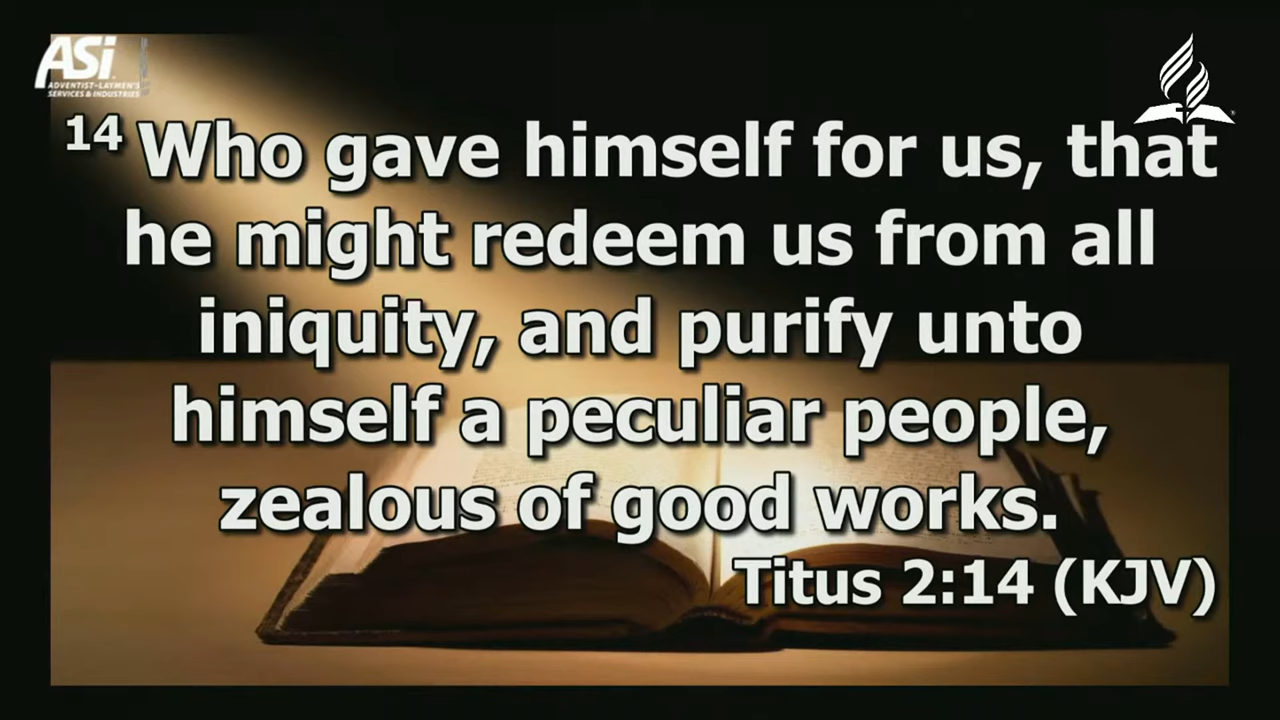 ASi
ADVENTIST-LAYMEN'S
SERVICES & INDUSTRIES
14 Who gave himself for us, that
he might redeem us from all
iniquity, and purify unto
himself a peculiar people,
zealous of good works.
Titus 2:14 (KJV)